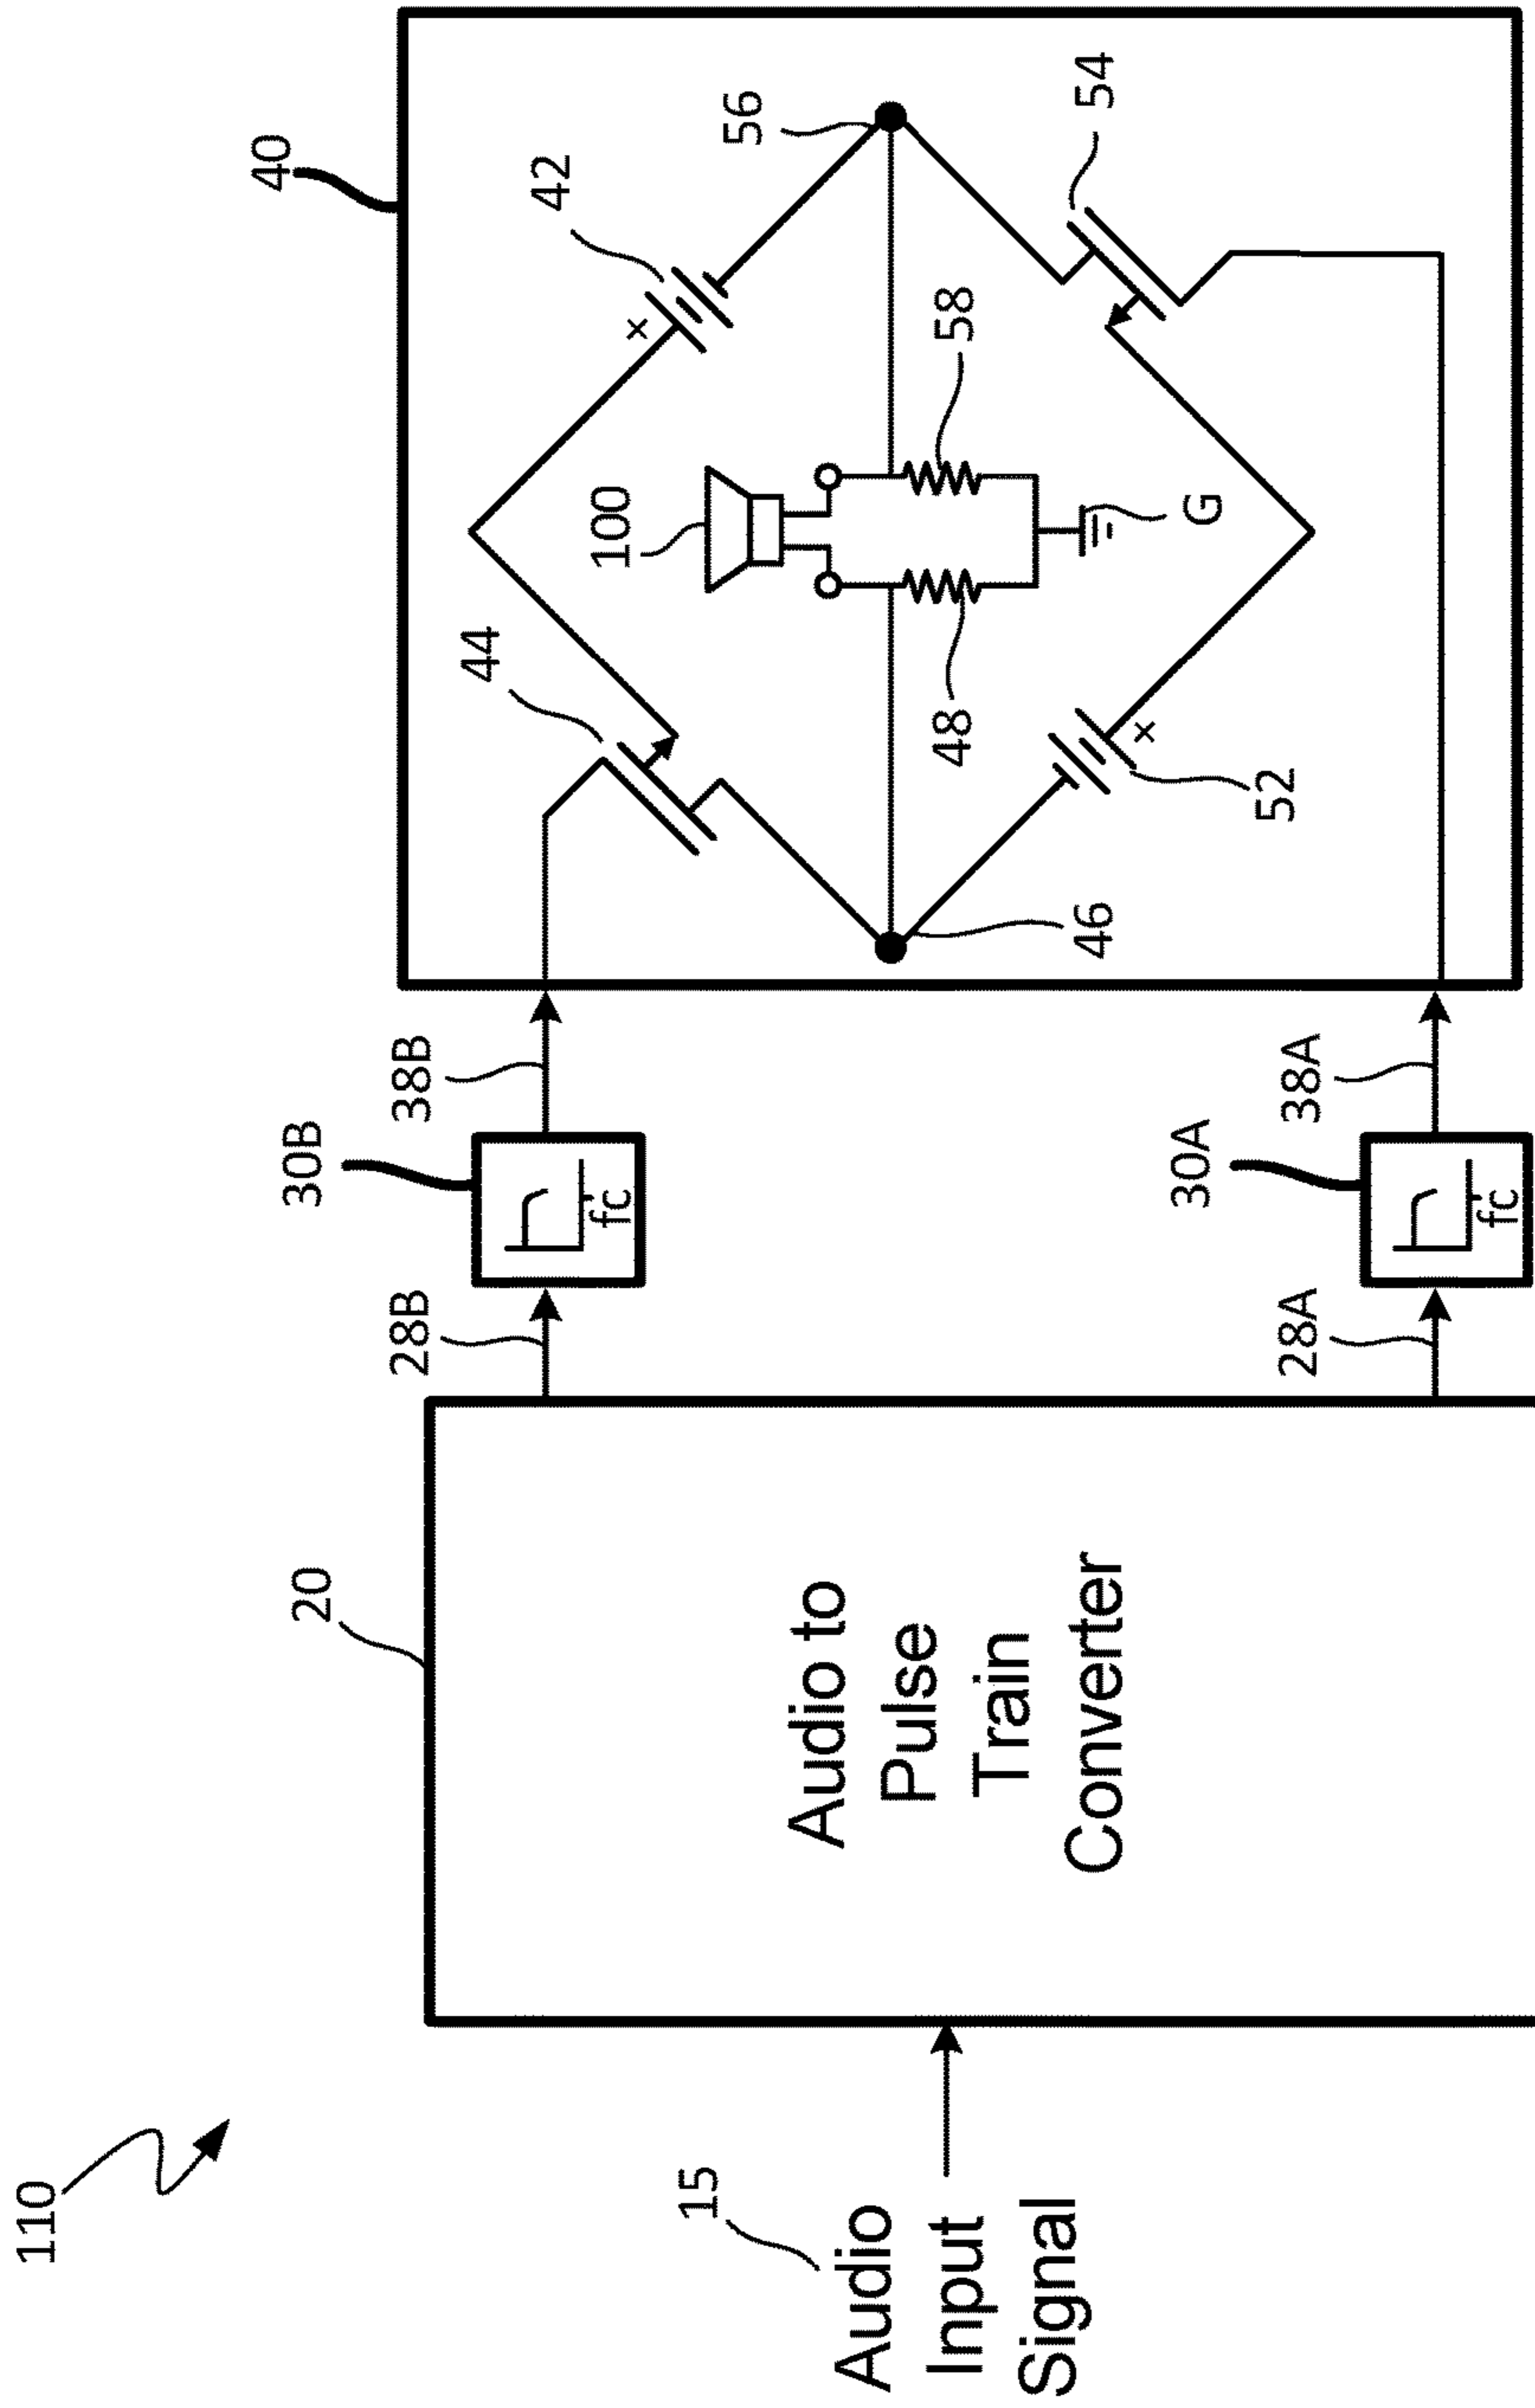 110
15
Audio
Input
Signal
20
Audio to
Pulse
Train
Converter
28B
30B
fc
38B
28A
30A
fc
38A
40
44
42
100
56
48
58
46
54
52
G